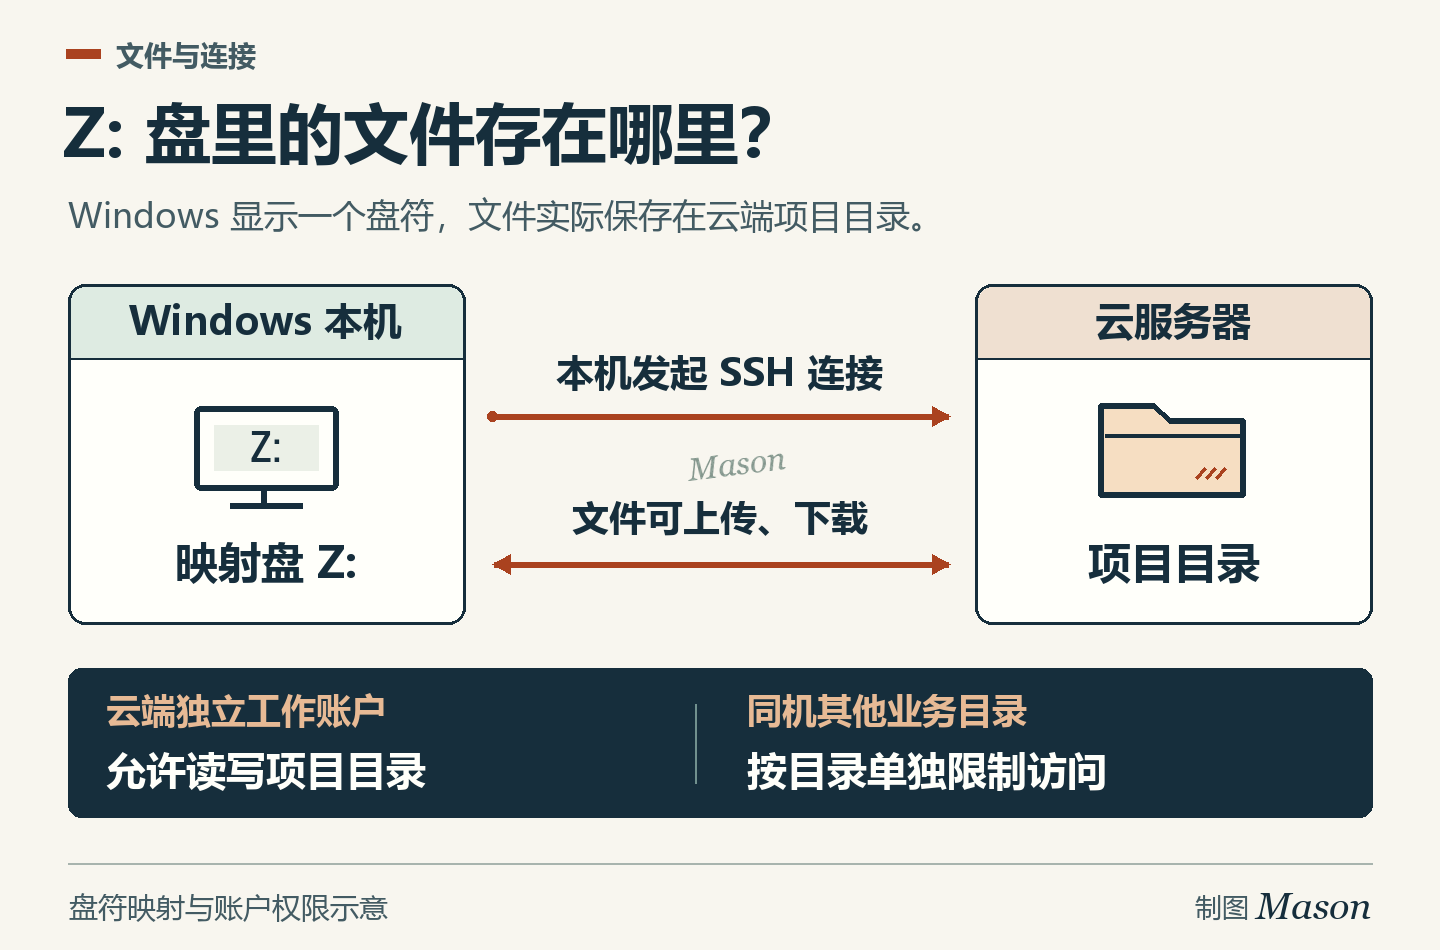 文件与连接
Z: 盘里的文件存在哪里?
Windows 显示一个盘符，文件实际保存在云端项目目录。
Windows 本机
Z:
映射盘 Z:
本机发起 SSH 连接
Mason
文件可上传、下载
云服务器
项目目录
云端独立工作账户
允许读写项目目录
同机其他业务目录
按目录单独限制访问
盘符映射与账户权限示意
制图 Mason